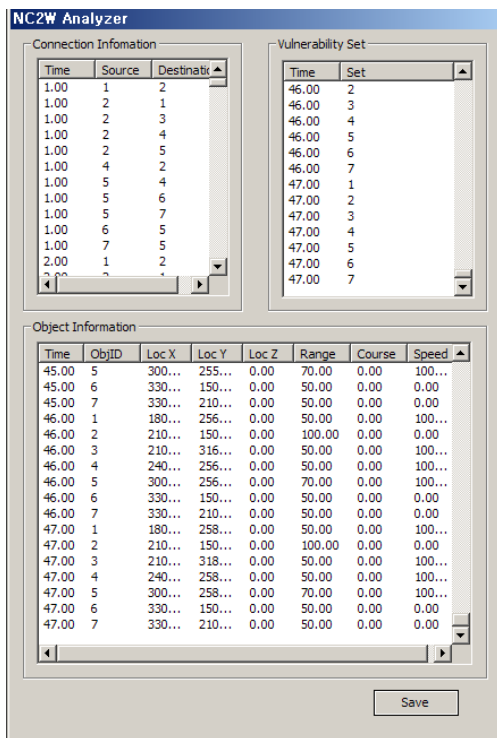 NC2W Analyzer
Connection Infomation
Time Source Destinatic
1.00 1 2
1.00 2 1
1.00 2 3
1.00 2 4
1.00 2 5
1.00 4 2
1.00 5 4
1.00 5 6
1.00 5 7
1.00 6 5
1.00 7 5
2.00 1 2
Vulnerability Set
Time Set
46.00 2
46.00 3
46.00 4
46.00 5
46.00 6
46.00 7
47.00 1
47.00 2
47.00 3
47.00 4
47.00 5
47.00 6
47.00 7
Object Information
Time ObjID Loc X Loc Y Loc Z Range Course Speed
45.00 5 300... 255... 0.00 70.00 0.00 100...
45.00 6 330... 150... 0.00 50.00 0.00 0.00
45.00 7 330... 210... 0.00 50.00 0.00 0.00
46.00 1 180... 256... 0.00 50.00 0.00 100...
46.00 2 210... 150... 0.00 100.00 0.00 0.00
46.00 3 210... 316... 0.00 50.00 0.00 100...
46.00 4 240... 256... 0.00 50.00 0.00 100...
46.00 5 300... 256... 0.00 70.00 0.00 100...
46.00 6 330... 150... 0.00 50.00 0.00 0.00
46.00 7 330... 210... 0.00 50.00 0.00 0.00
47.00 1 180... 258... 0.00 50.00 0.00 100...
47.00 2 210... 150... 0.00 100.00 0.00 0.00
47.00 3 210... 318... 0.00 50.00 0.00 100...
47.00 4 240... 258... 0.00 50.00 0.00 100...
47.00 5 300... 258... 0.00 70.00 0.00 100...
47.00 6 330... 150... 0.00 50.00 0.00 0.00
47.00 7 330... 210... 0.00 50.00 0.00 0.00
Save